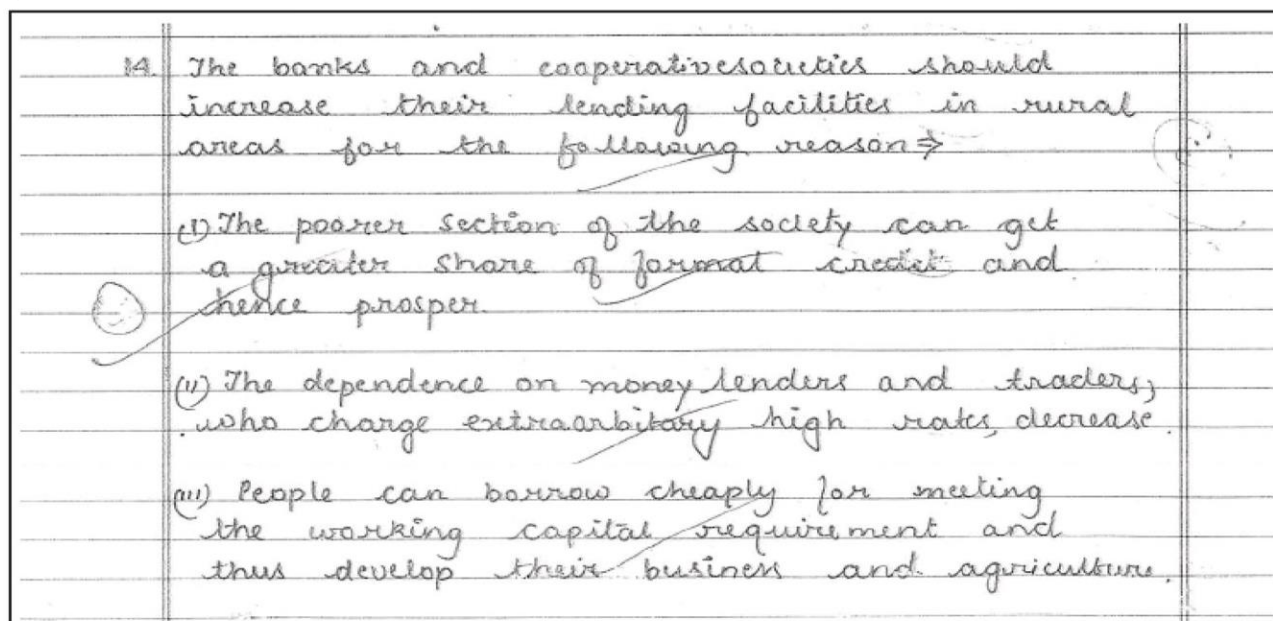 14. The banks and cooperativesocieties should
increase their lending facilities in rural
areas for the following reason⇒
(I) The poorer section of the society can get
a greater share of formal credit and
hence prosper.
(II) The dependence on money lenders and traders,
who charge extraarbitary high rates, decrease.
(III) People can borrow cheaply for meeting
the working capital requirement and
thus develop their business and agriculture.